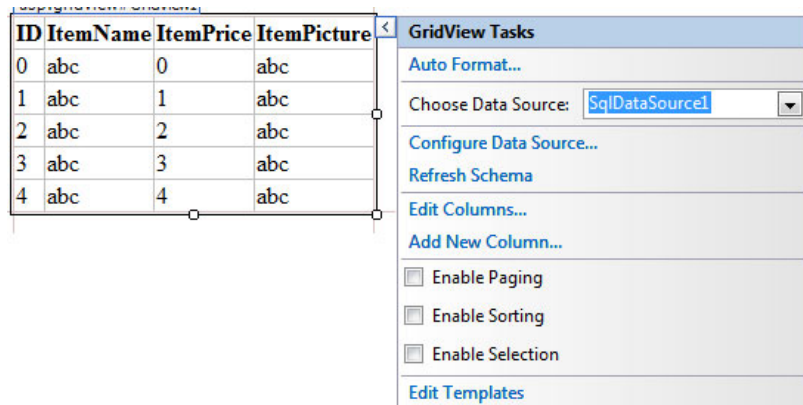 ID ItemName ItemPrice ItemPicture
0 abc 0 abc
1 abc 1 abc
2 abc 2 abc
3 abc 3 abc
4 abc 4 abc
GridView Tasks
Auto Format...
Choose Data Source: SqlDataSource1
Configure Data Source...
Refresh Schema
Edit Columns...
Add New Column...
Enable Paging
Enable Sorting
Enable Selection
Edit Templates